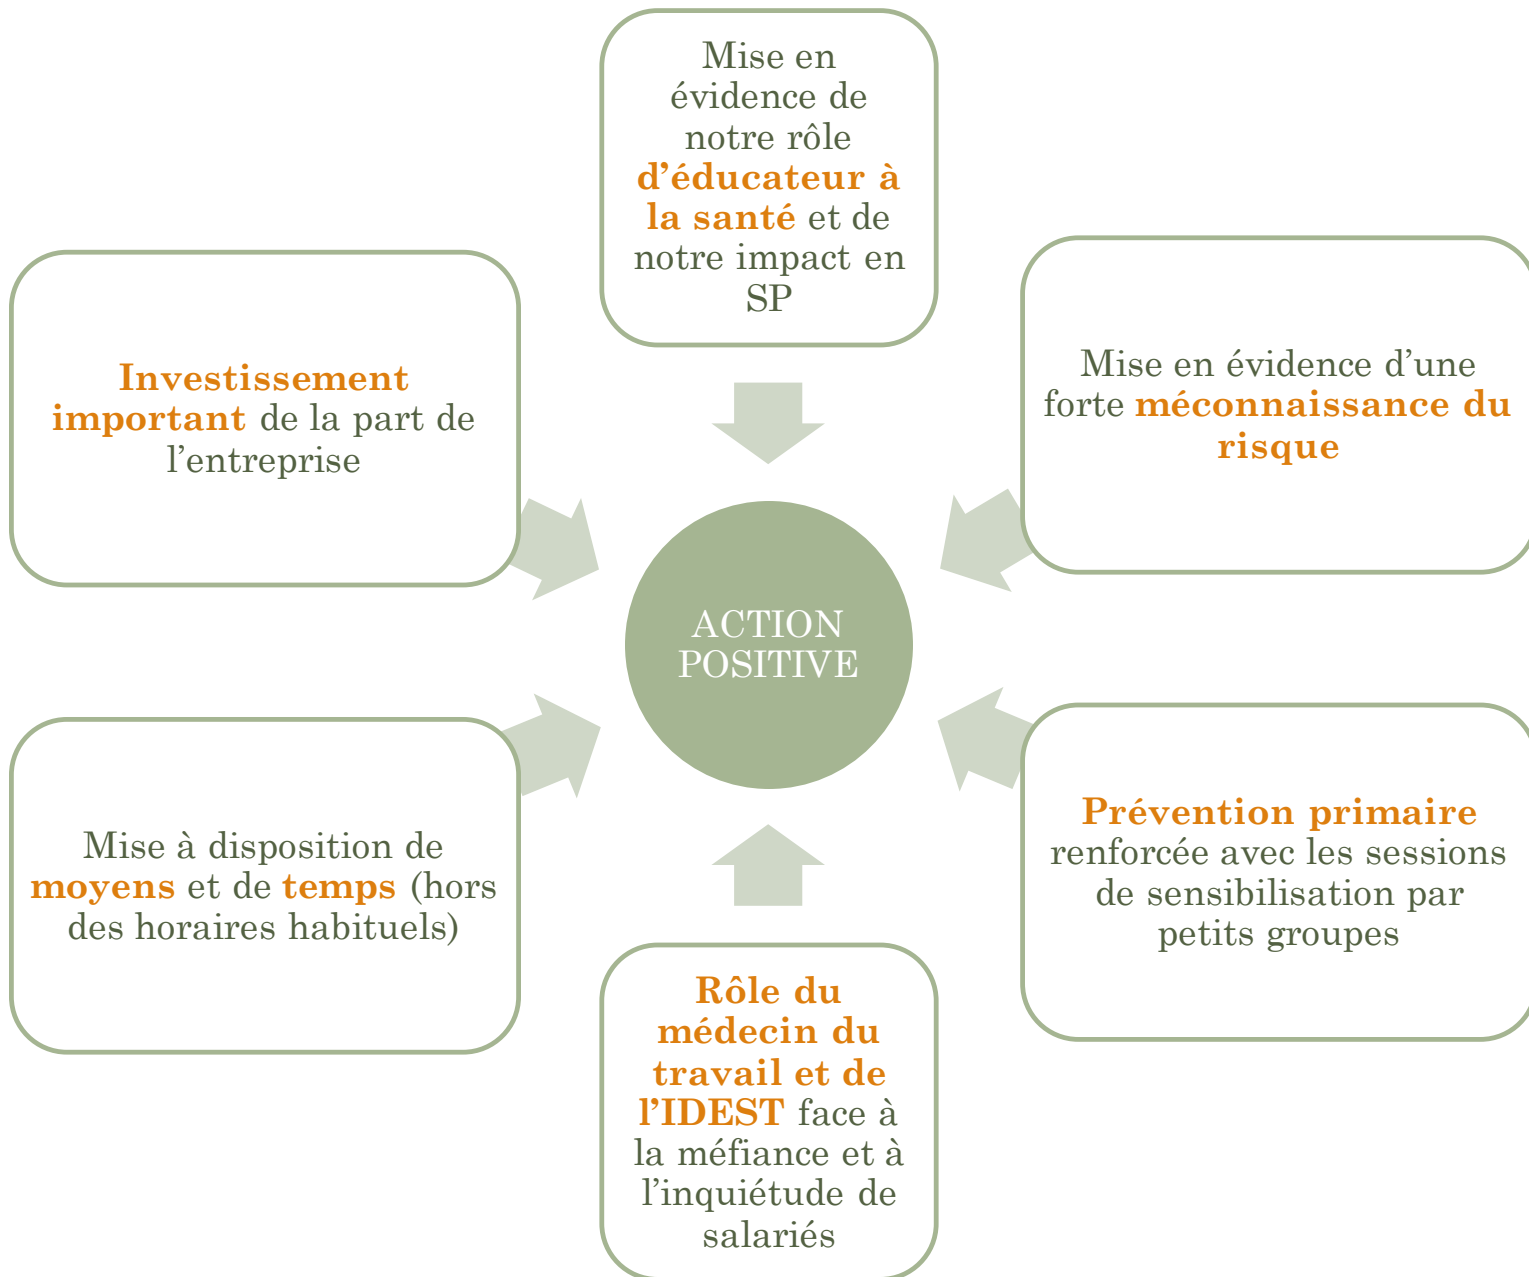 Mise en
évidence de
notre rôle
d’éducateur à
la santé et de
notre impact en
SP
Investissement
important de la part de
l’entreprise
Mise en évidence d’une
forte méconnaissance du
risque
ACTION
POSITIVE
Mise à disposition de
moyens et de temps (hors
des horaires habituels)
Prévention primaire
renforcée avec les sessions
de sensibilisation par
petits groupes
Rôle du
médecin du
travail et de
l’IDEST face à
la méfiance et à
l’inquiétude de
salariés